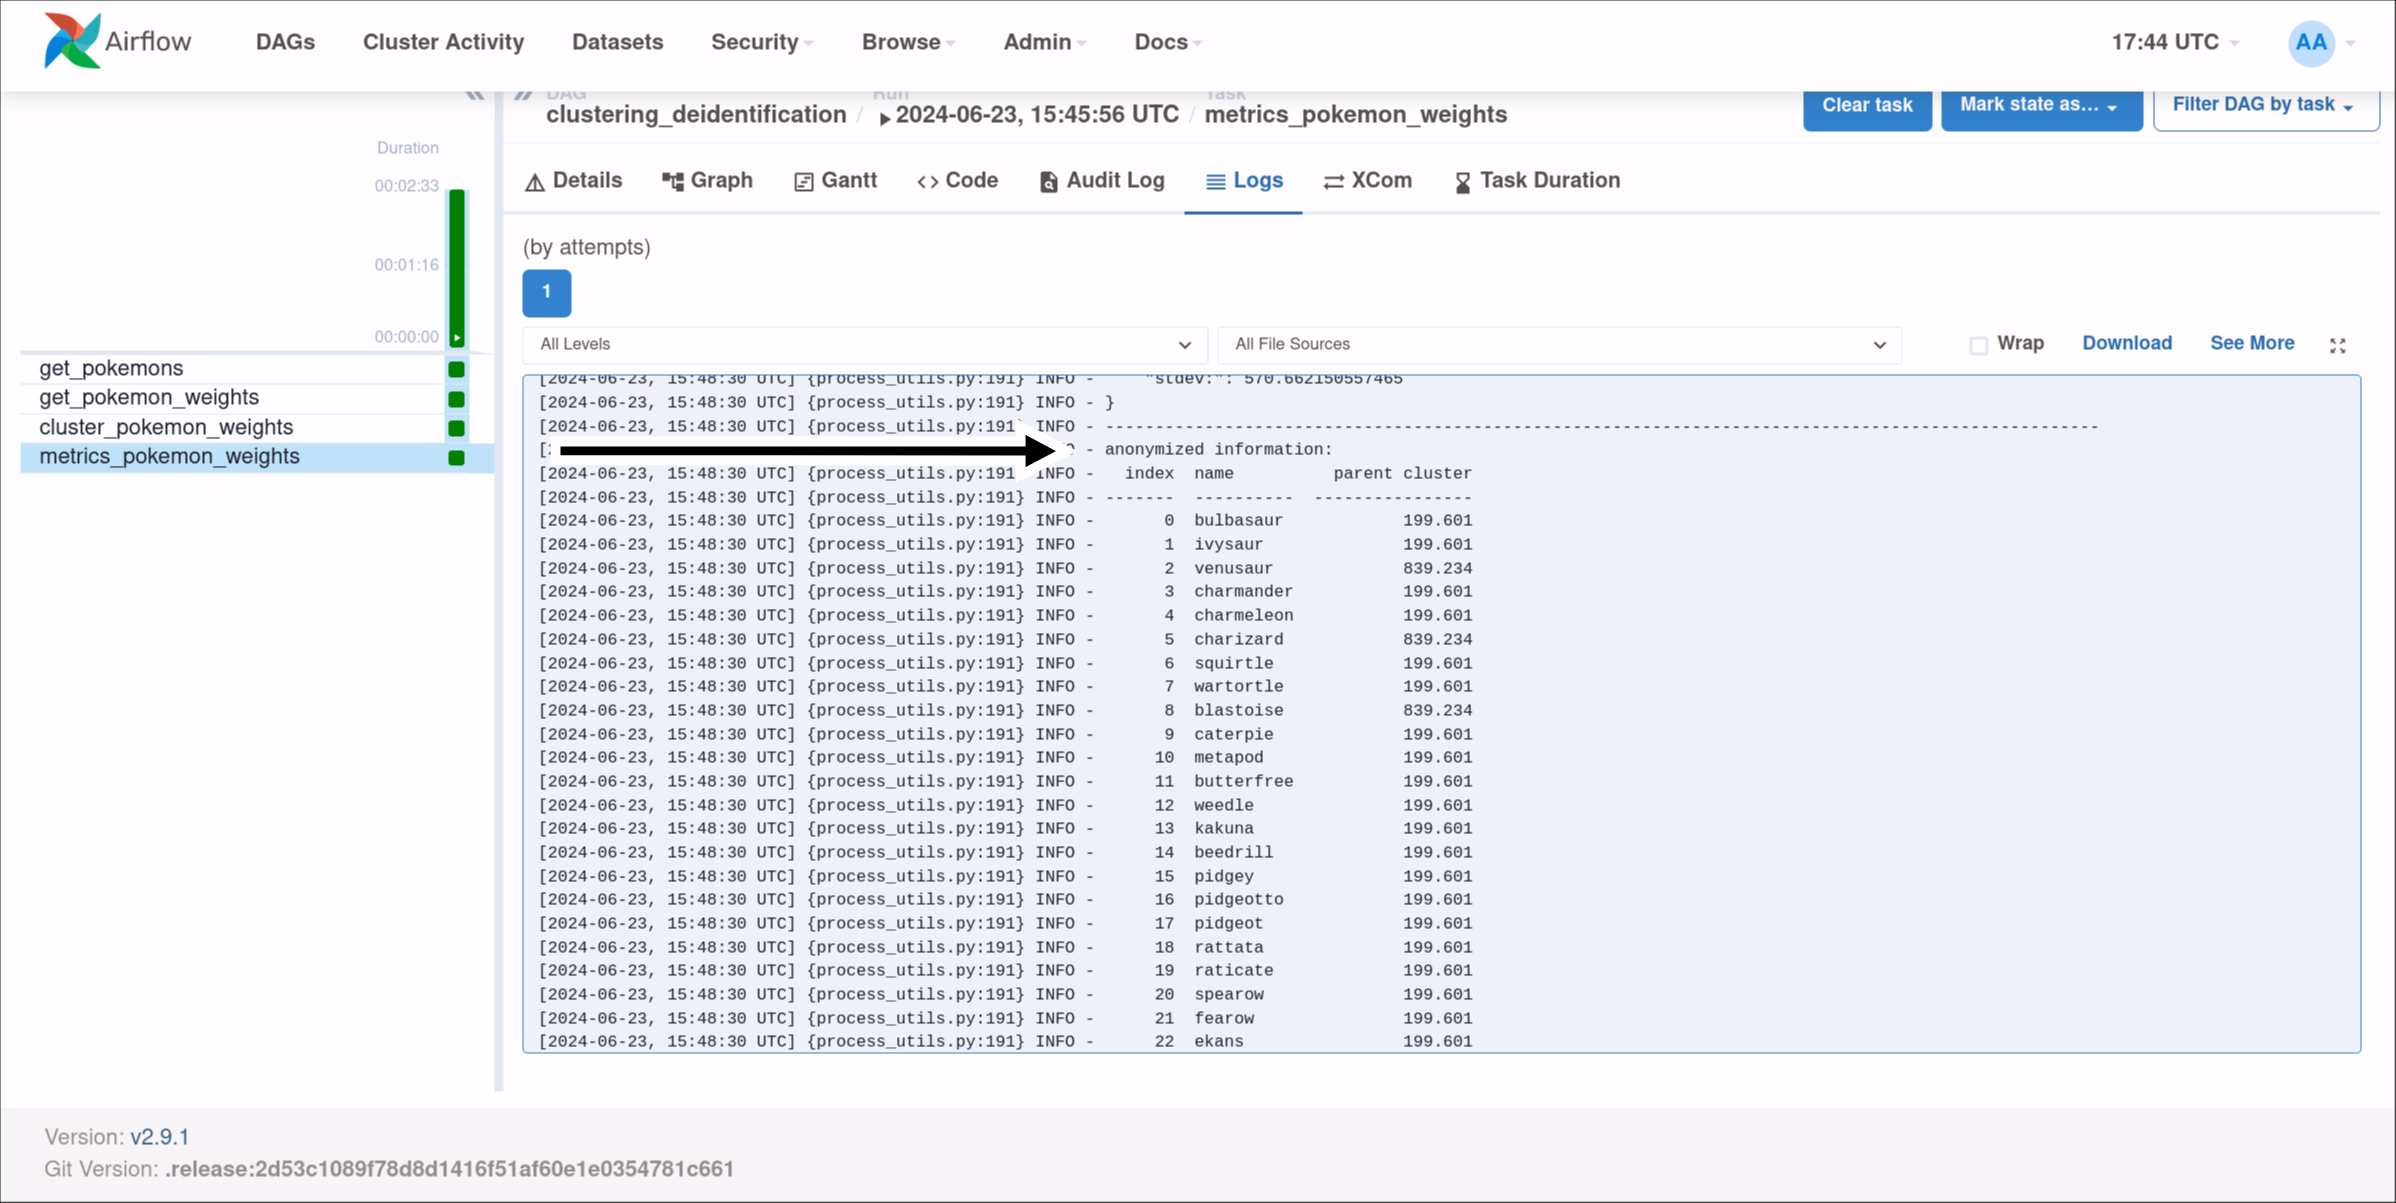 Airflow DAGs Cluster Activity Datasets Security Browse Admin Docs 17:44 UTC AA
DAG Run Task
clustering_deidentification / 2024-06-23, 15:45:56 UTC / metrics_pokemon_weights Clear task Mark state as... Filter DAG by task
Duration
00:02:33
00:01:16
00:00:00
get_pokemons
get_pokemon_weights
cluster_pokemon_weights
metrics_pokemon_weights
Details Graph Gantt Code Audit Log Logs XCom Task Duration
(by attempts)
1
All Levels All File Sources Wrap Download See More
[2024-06-23, 15:48:30 UTC] {process_utils.py:191} INFO - "stdev:": 570.662150557465
[2024-06-23, 15:48:30 UTC] {process_utils.py:191} INFO - }
[2024-06-23, 15:48:30 UTC] {process_utils.py:191} INFO - ----------------------------------------------------------------------------------------------------
- anonymized information:
[2024-06-23, 15:48:30 UTC] {process_utils.py:191} INFO - index name parent cluster
[2024-06-23, 15:48:30 UTC] {process_utils.py:191} INFO - ------- ---------- ----------------
[2024-06-23, 15:48:30 UTC] {process_utils.py:191} INFO - 0 bulbasaur 199.601
[2024-06-23, 15:48:30 UTC] {process_utils.py:191} INFO - 1 ivysaur 199.601
[2024-06-23, 15:48:30 UTC] {process_utils.py:191} INFO - 2 venusaur 839.234
[2024-06-23, 15:48:30 UTC] {process_utils.py:191} INFO - 3 charmander 199.601
[2024-06-23, 15:48:30 UTC] {process_utils.py:191} INFO - 4 charmeleon 199.601
[2024-06-23, 15:48:30 UTC] {process_utils.py:191} INFO - 5 charizard 839.234
[2024-06-23, 15:48:30 UTC] {process_utils.py:191} INFO - 6 squirtle 199.601
[2024-06-23, 15:48:30 UTC] {process_utils.py:191} INFO - 7 wartortle 199.601
[2024-06-23, 15:48:30 UTC] {process_utils.py:191} INFO - 8 blastoise 839.234
[2024-06-23, 15:48:30 UTC] {process_utils.py:191} INFO - 9 caterpie 199.601
[2024-06-23, 15:48:30 UTC] {process_utils.py:191} INFO - 10 metapod 199.601
[2024-06-23, 15:48:30 UTC] {process_utils.py:191} INFO - 11 butterfree 199.601
[2024-06-23, 15:48:30 UTC] {process_utils.py:191} INFO - 12 weedle 199.601
[2024-06-23, 15:48:30 UTC] {process_utils.py:191} INFO - 13 kakuna 199.601
[2024-06-23, 15:48:30 UTC] {process_utils.py:191} INFO - 14 beedrill 199.601
[2024-06-23, 15:48:30 UTC] {process_utils.py:191} INFO - 15 pidgey 199.601
[2024-06-23, 15:48:30 UTC] {process_utils.py:191} INFO - 16 pidgeotto 199.601
[2024-06-23, 15:48:30 UTC] {process_utils.py:191} INFO - 17 pidgeot 199.601
[2024-06-23, 15:48:30 UTC] {process_utils.py:191} INFO - 18 rattata 199.601
[2024-06-23, 15:48:30 UTC] {process_utils.py:191} INFO - 19 raticate 199.601
[2024-06-23, 15:48:30 UTC] {process_utils.py:191} INFO - 20 spearow 199.601
[2024-06-23, 15:48:30 UTC] {process_utils.py:191} INFO - 21 fearow 199.601
[2024-06-23, 15:48:30 UTC] {process_utils.py:191} INFO - 22 ekans 199.601
Version: v2.9.1
Git Version: .release:2d53c1089f78d8d1416f51af60e1e0354781c661